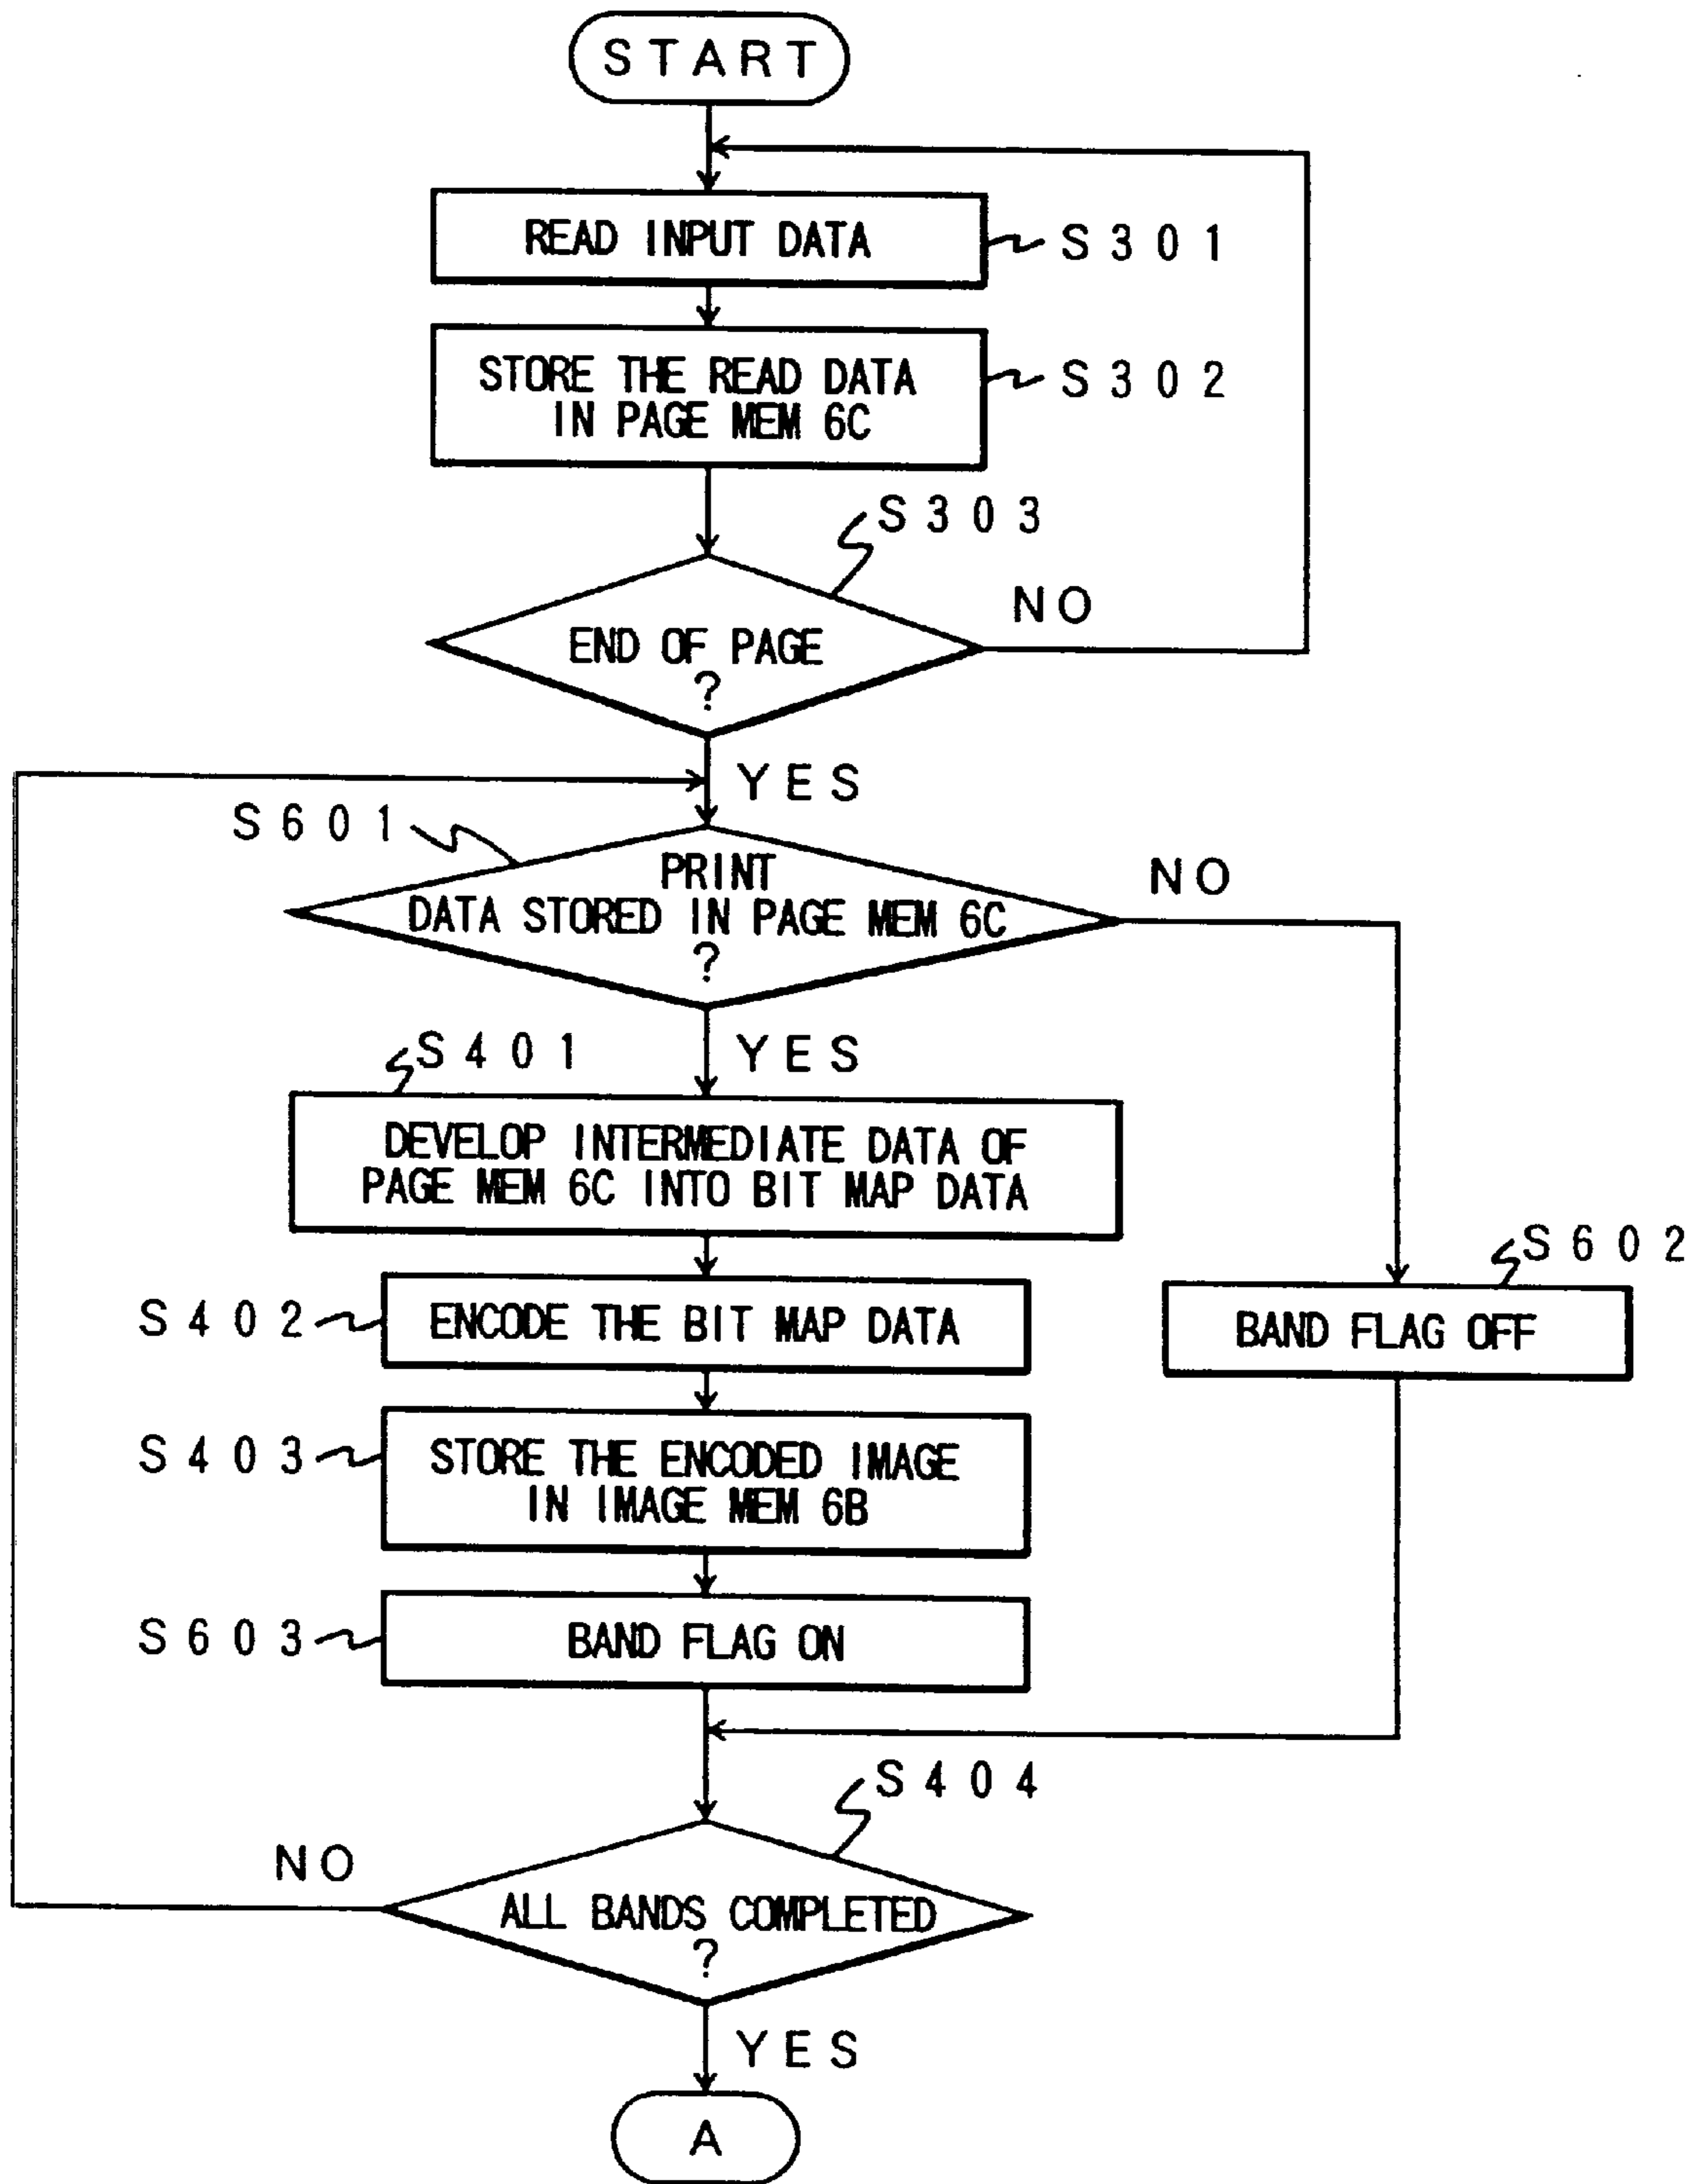 START
READ INPUT DATA
S301
STORE THE READ DATA
IN PAGE MEM 6C
S302
S303
NO
END OF PAGE
?
YES
S601
PRINT
DATA STORED IN PAGE MEM 6C
?
NO
S401
YES
DEVELOP INTERMEDIATE DATA OF
PAGE MEM 6C INTO BIT MAP DATA
S602
S402
ENCODE THE BIT MAP DATA
BAND FLAG OFF
S403
STORE THE ENCODED IMAGE
IN IMAGE MEM 6B
S603
BAND FLAG ON
S404
NO
ALL BANDS COMPLETED
?
YES
A